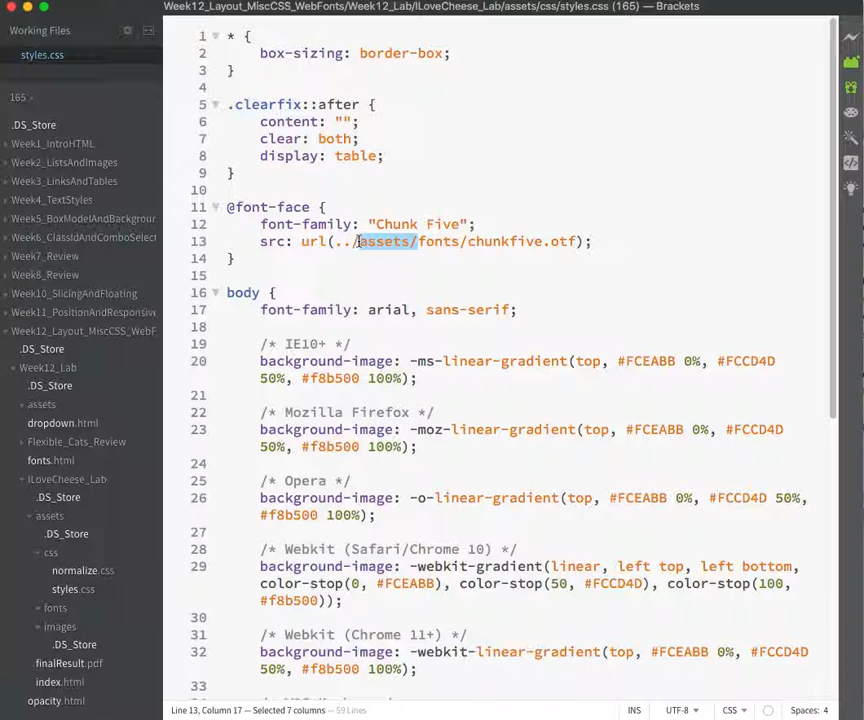 Week12_Layout_MiscCSS_WebFonts/Week12_Lab/ILoveCheese_Lab/assets/css/styles.css (165) — Brackets
Working Files
styles.css
165
.DS_Store
Week1_IntroHTML
Week2_ListsAndImages
Week3_LinksAndTables
Week4_TextStyles
Week5_BoxModelAndBackgroun
Week6_ClassIdAndComboSelect
Week7_Review
Week8_Review
Week10_SlicingAndFloating
Week11_PositionAndResponsive
Week12_Layout_MiscCSS_WebF
.DS_Store
Week12_Lab
.DS_Store
assets
dropdown.html
Flexible_Cats_Review
fonts.html
ILoveCheese_Lab
.DS_Store
assets
.DS_Store
css
normalize.css
styles.css
fonts
images
.DS_Store
finalResult.pdf
index.html
opacity.html
1 * {
2 box-sizing: border-box;
3 }
4
5 .clearfix::after {
6 content: "";
7 clear: both;
8 display: table;
9 }
10
11 @font-face {
12 font-family: "Chunk Five";
13 src: url(../assets/fonts/chunkfive.otf);
14 }
15
16 body {
17 font-family: arial, sans-serif;
18
19 /* IE10+ */
20 background-image: -ms-linear-gradient(top, #FCEABB 0%, #FCCD4D
50%, #f8b500 100%);
21
22 /* Mozilla Firefox */
23 background-image: -moz-linear-gradient(top, #FCEABB 0%, #FCCD4D
50%, #f8b500 100%);
24
25 /* Opera */
26 background-image: -o-linear-gradient(top, #FCEABB 0%, #FCCD4D 50%,
#f8b500 100%);
27
28 /* Webkit (Safari/Chrome 10) */
29 background-image: -webkit-gradient(linear, left top, left bottom,
color-stop(0, #FCEABB), color-stop(50, #FCCD4D), color-stop(100,
#f8b500));
30
31 /* Webkit (Chrome 11+) */
32 background-image: -webkit-linear-gradient(top, #FCEABB 0%, #FCCD4D
50%, #f8b500 100%);
33
Line 13, Column 17 — Selected 7 columns — 59 Lines
INS
UTF-8
CSS
Spaces: 4